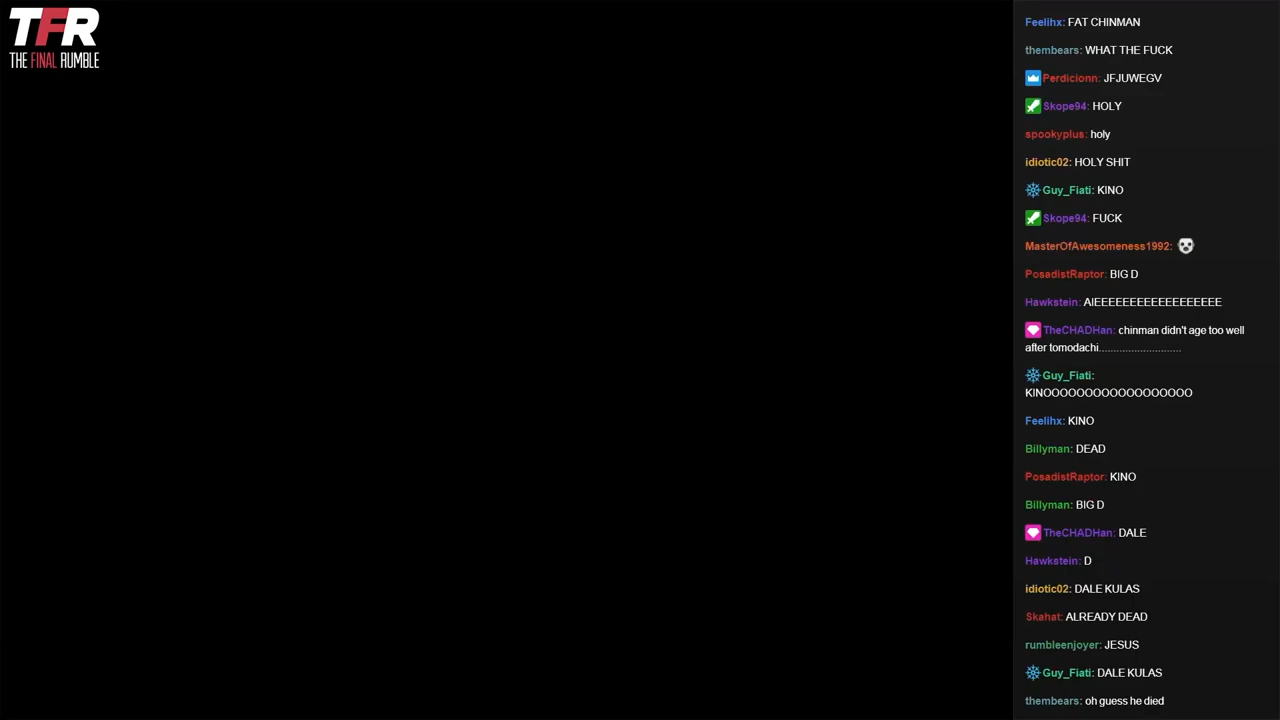 TFR
THE FINAL RUMBLE
Feelihx: FAT CHINMAN
thembears: WHAT THE FUCK
Perdicionn: JFJUWEGV
Skope94: HOLY
spookyplus: holy
idiotic02: HOLY SHIT
Guy_Fiati: KINO
Skope94: FUCK
MasterOfAwesomeness1992:
PosadistRaptor: BIG D
Hawkstein: AIEEEEEEEEEEEEEEEEEE
TheCHADHan: chinman didn't age too well
after tomodachi...........................
Guy_Fiati:
KINOOOOOOOOOOOOOOOOOO
Feelihx: KINO
Billyman: DEAD
PosadistRaptor: KINO
Billyman: BIG D
TheCHADHan: DALE
Hawkstein: D
idiotic02: DALE KULAS
Skahat: ALREADY DEAD
rumbleenjoyer: JESUS
Guy_Fiati: DALE KULAS
thembears: oh guess he died